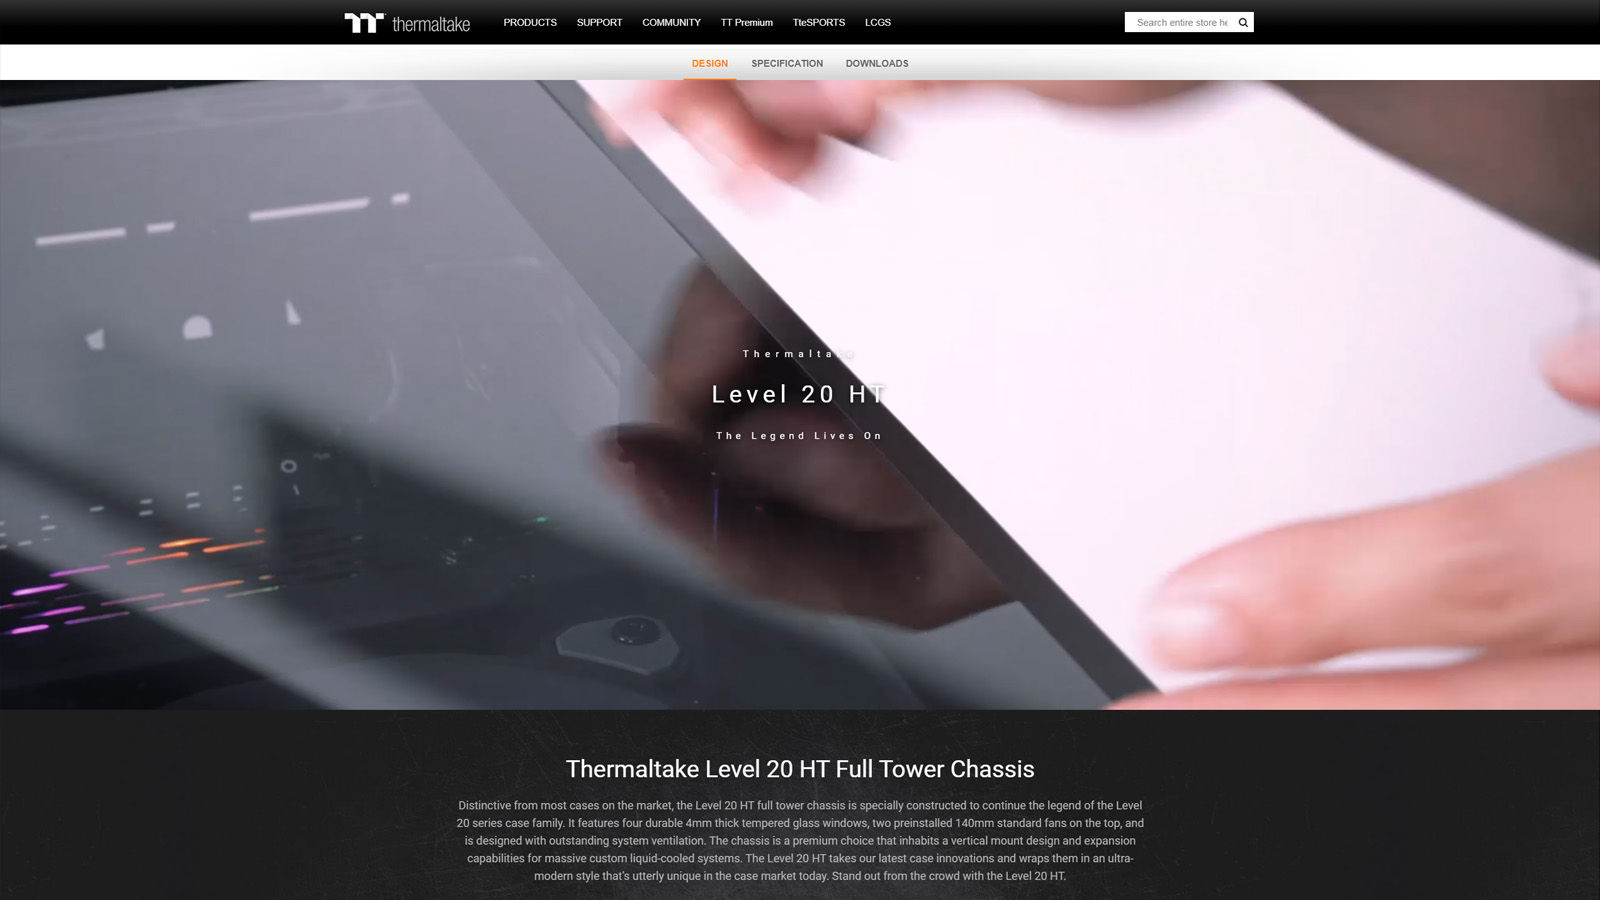 thermaltake PRODUCTS SUPPORT COMMUNITY TT Premium TteSPORTS LCGS Search entire store he
DESIGN SPECIFICATION DOWNLOADS
Thermaltake
Level 20 HT
The Legend Lives On
Thermaltake Level 20 HT Full Tower Chassis
Distinctive from most cases on the market, the Level 20 HT full tower chassis is specially constructed to continue the legend of the Level
20 series case family. It features four durable 4mm thick tempered glass windows, two preinstalled 140mm standard fans on the top, and
is designed with outstanding system ventilation. The chassis is a premium choice that inhabits a vertical mount design and expansion
capabilities for massive custom liquid-cooled systems. The Level 20 HT takes our latest case innovations and wraps them in an ultra-
modern style that's utterly unique in the case market today. Stand out from the crowd with the Level 20 HT.